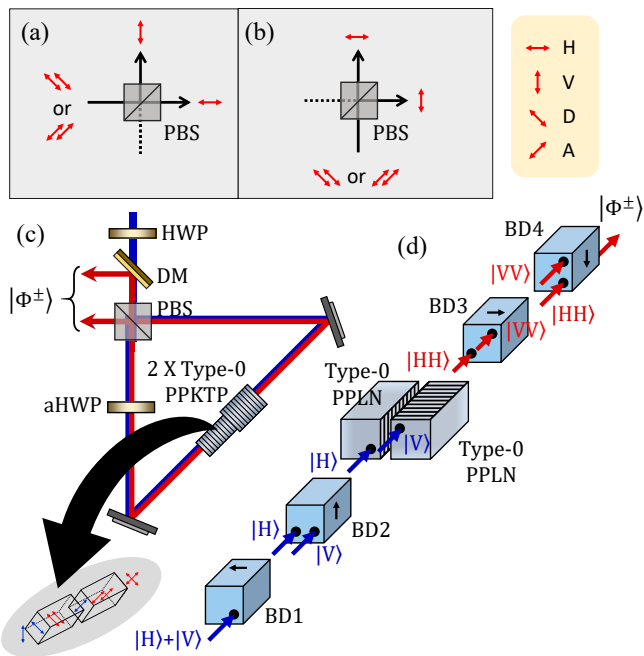 (a)
or
PBS
(b)
PBS
or
H
V
D
A
(c)
HWP
DM
PBS
|Φ±⟩
2 X Type-0
PPKTP
aHWP
(d)
|Φ±⟩
BD4
|VV⟩
|HH⟩
BD3
|VV⟩
|HH⟩
Type-0
PPLN
|V⟩
Type-0
PPLN
|H⟩
BD2
|H⟩
|V⟩
BD1
|H⟩+|V⟩